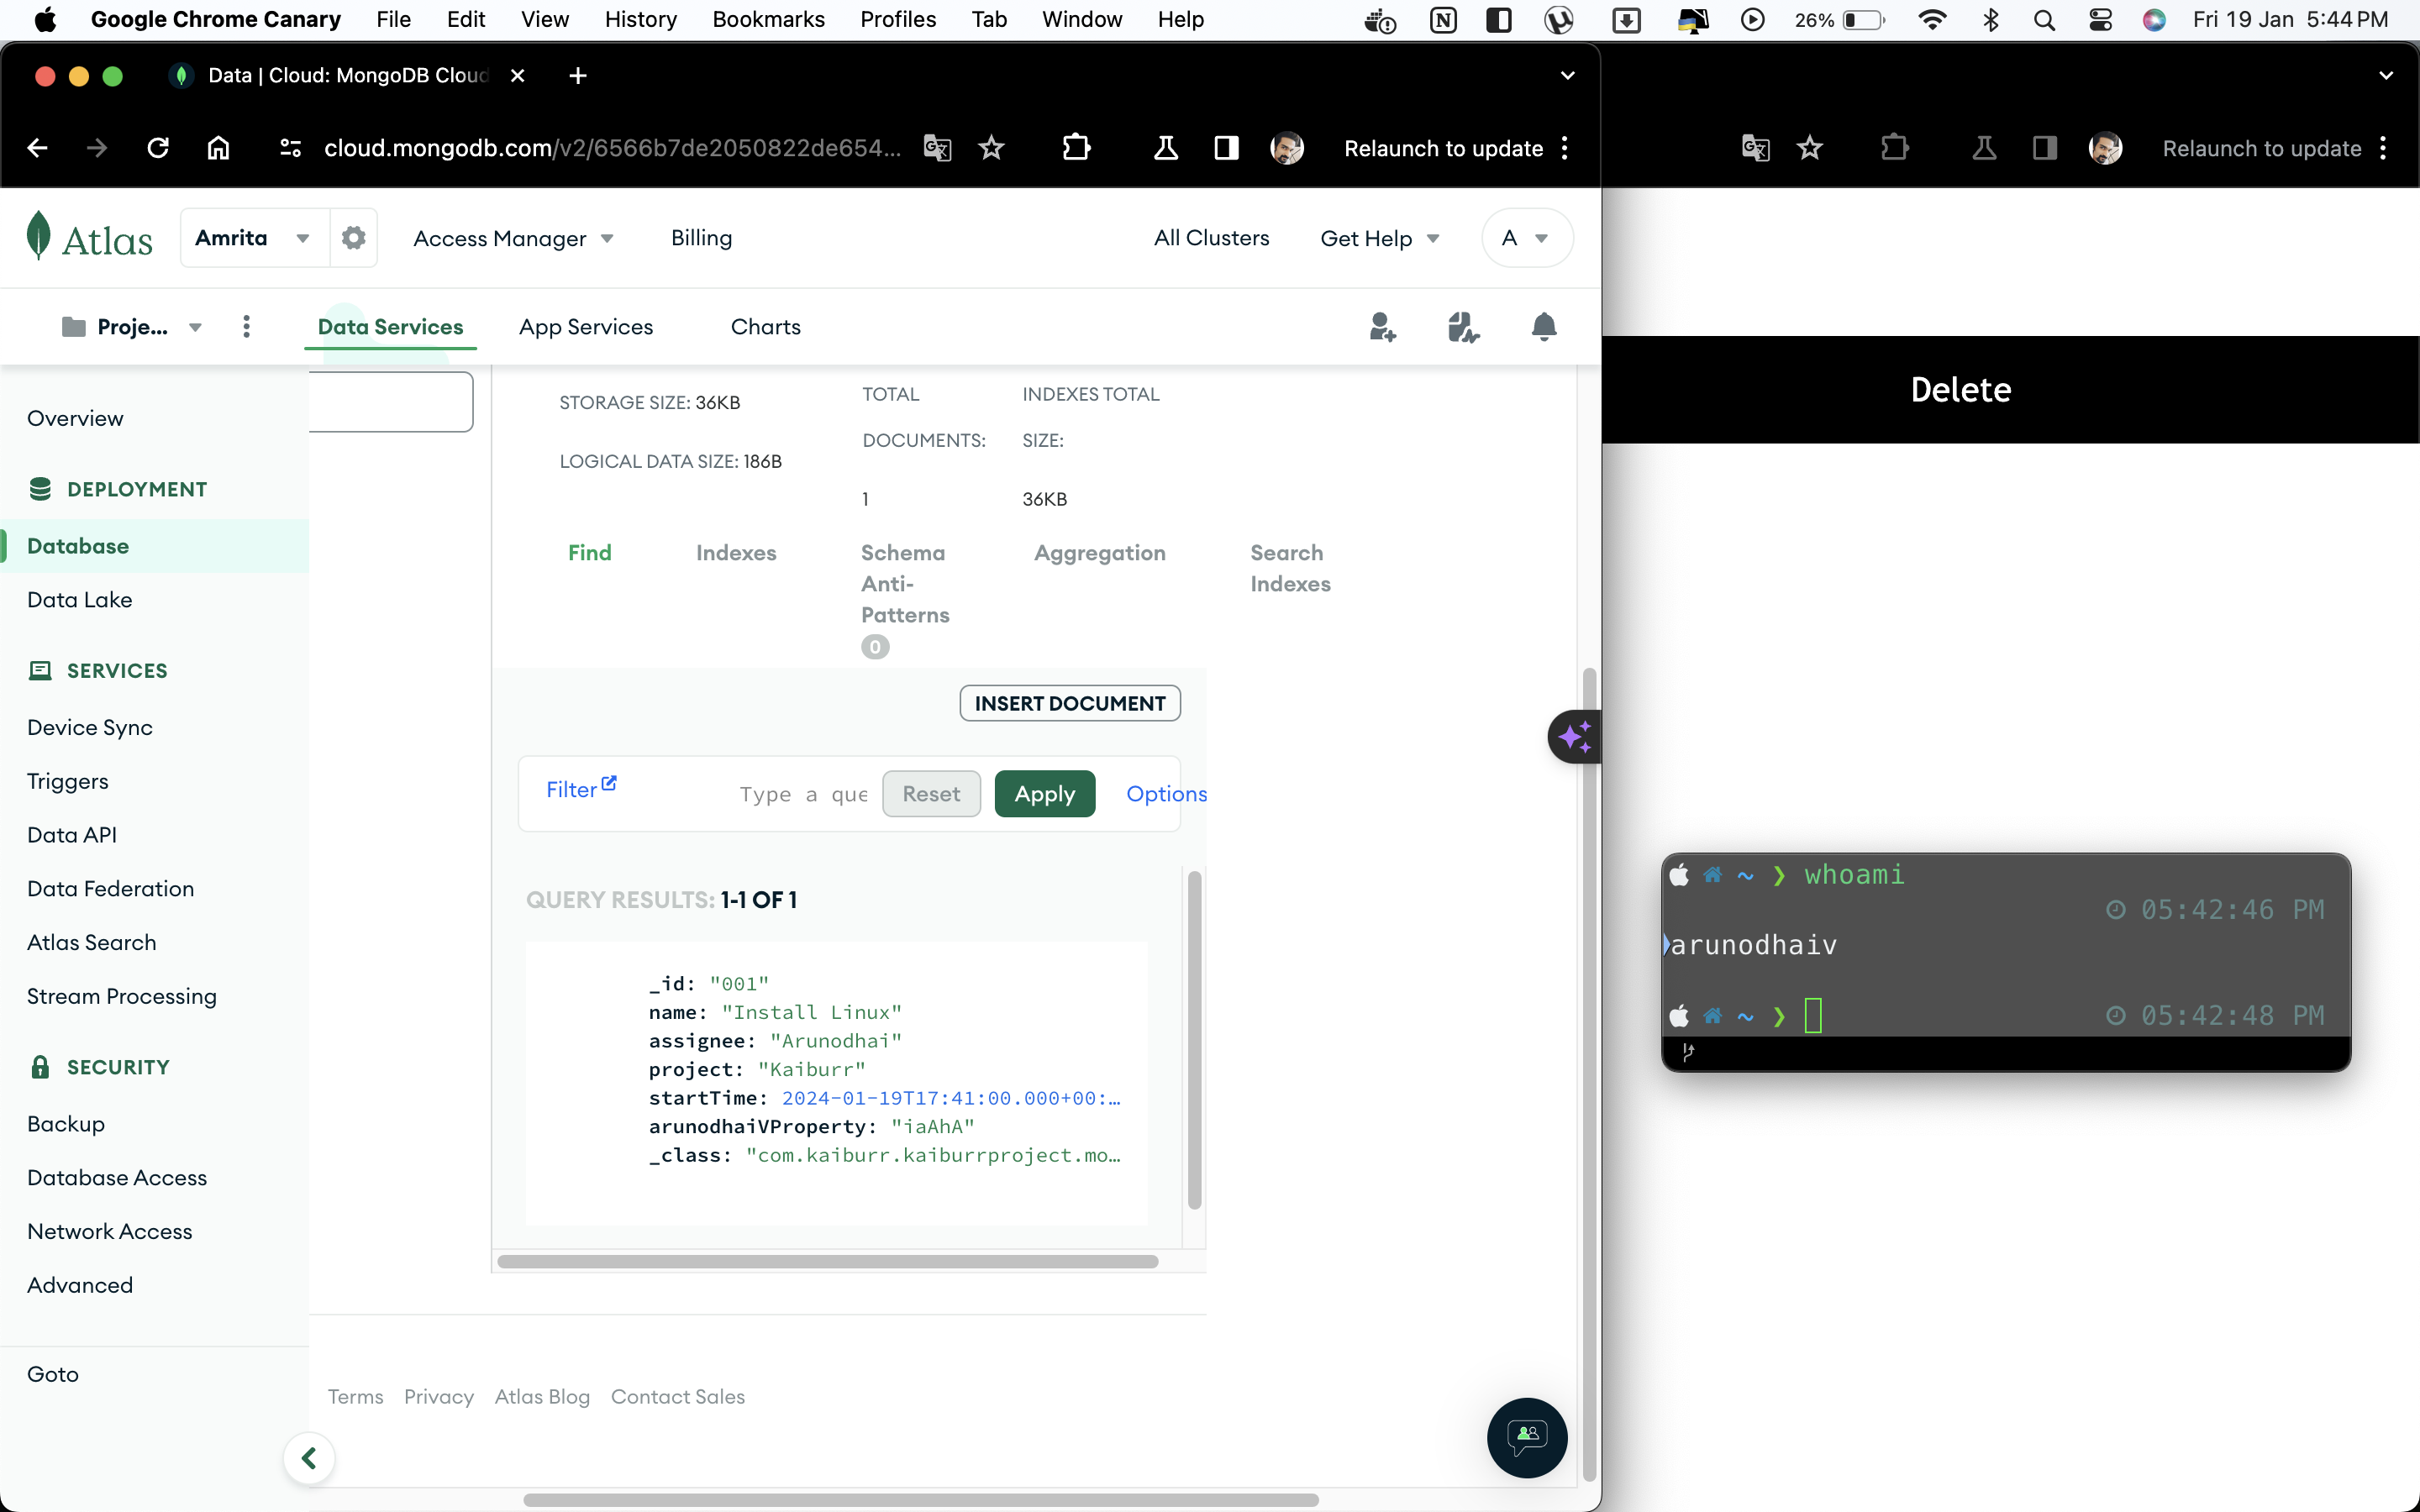 Google Chrome Canary File Edit View History Bookmarks Profiles Tab Window Help 26% Fri 19 Jan 5:44 PM
Data | Cloud: MongoDB Cloud
cloud.mongodb.com/v2/6566b7de2050822de654... Relaunch to update Relaunch to update
Atlas Amrita Access Manager Billing All Clusters Get Help A
Proje... Data Services App Services Charts
Overview
DEPLOYMENT
Database
Data Lake
SERVICES
Device Sync
Triggers
Data API
Data Federation
Atlas Search
Stream Processing
SECURITY
Backup
Database Access
Network Access
Advanced
Goto
STORAGE SIZE: 36KB
LOGICAL DATA SIZE: 186B
TOTAL
DOCUMENTS:
1
INDEXES TOTAL
SIZE:
36KB
Find
Indexes
Schema
Anti-
Patterns
0
Aggregation
Search
Indexes
INSERT DOCUMENT
Filter Type a que Reset Apply Options
QUERY RESULTS: 1-1 OF 1
_id: "001"
name: "Install Linux"
assignee: "Arunodhai"
project: "Kaiburr"
startTime: 2024-01-19T17:41:00.000+00:…
arunodhaiVProperty: "iaAhA"
_class: "com.kaiburr.kaiburrproject.mo…
Terms Privacy Atlas Blog Contact Sales
Delete
~ ❯ whoami
05:42:46 PM
arunodhaiv
~ ❯ 05:42:48 PM